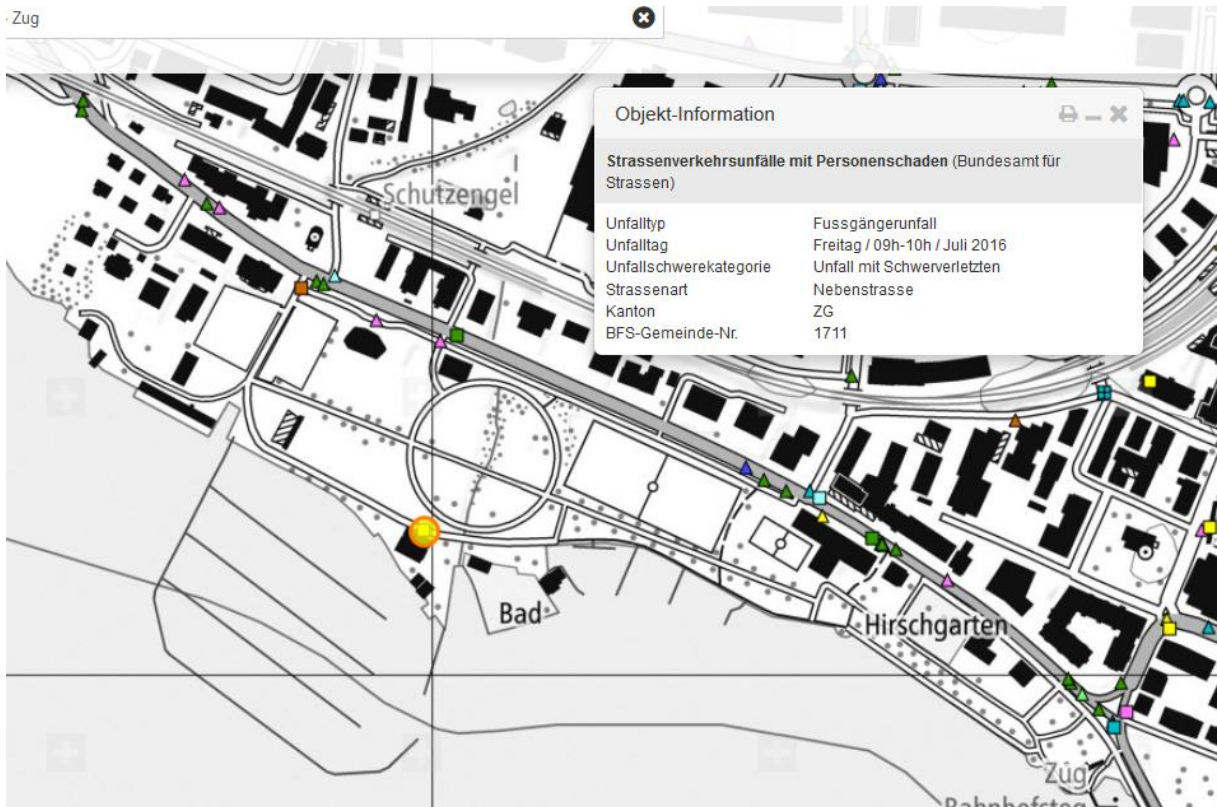 - Zug
Objekt-Information
Strassenverkehrsunfälle mit Personenschaden (Bundesamt für
Strassen)
Unfalltyp Fussgängerunfall
Unfalltag Freitag / 09h-10h / Juli 2016
Unfallschwerekategorie Unfall mit Schwerverletzten
Strassenart Nebenstrasse
Kanton ZG
BFS-Gemeinde-Nr. 1711
Schutzengel
Bad
Hirschgarten
Zug
Bahnhofsteg